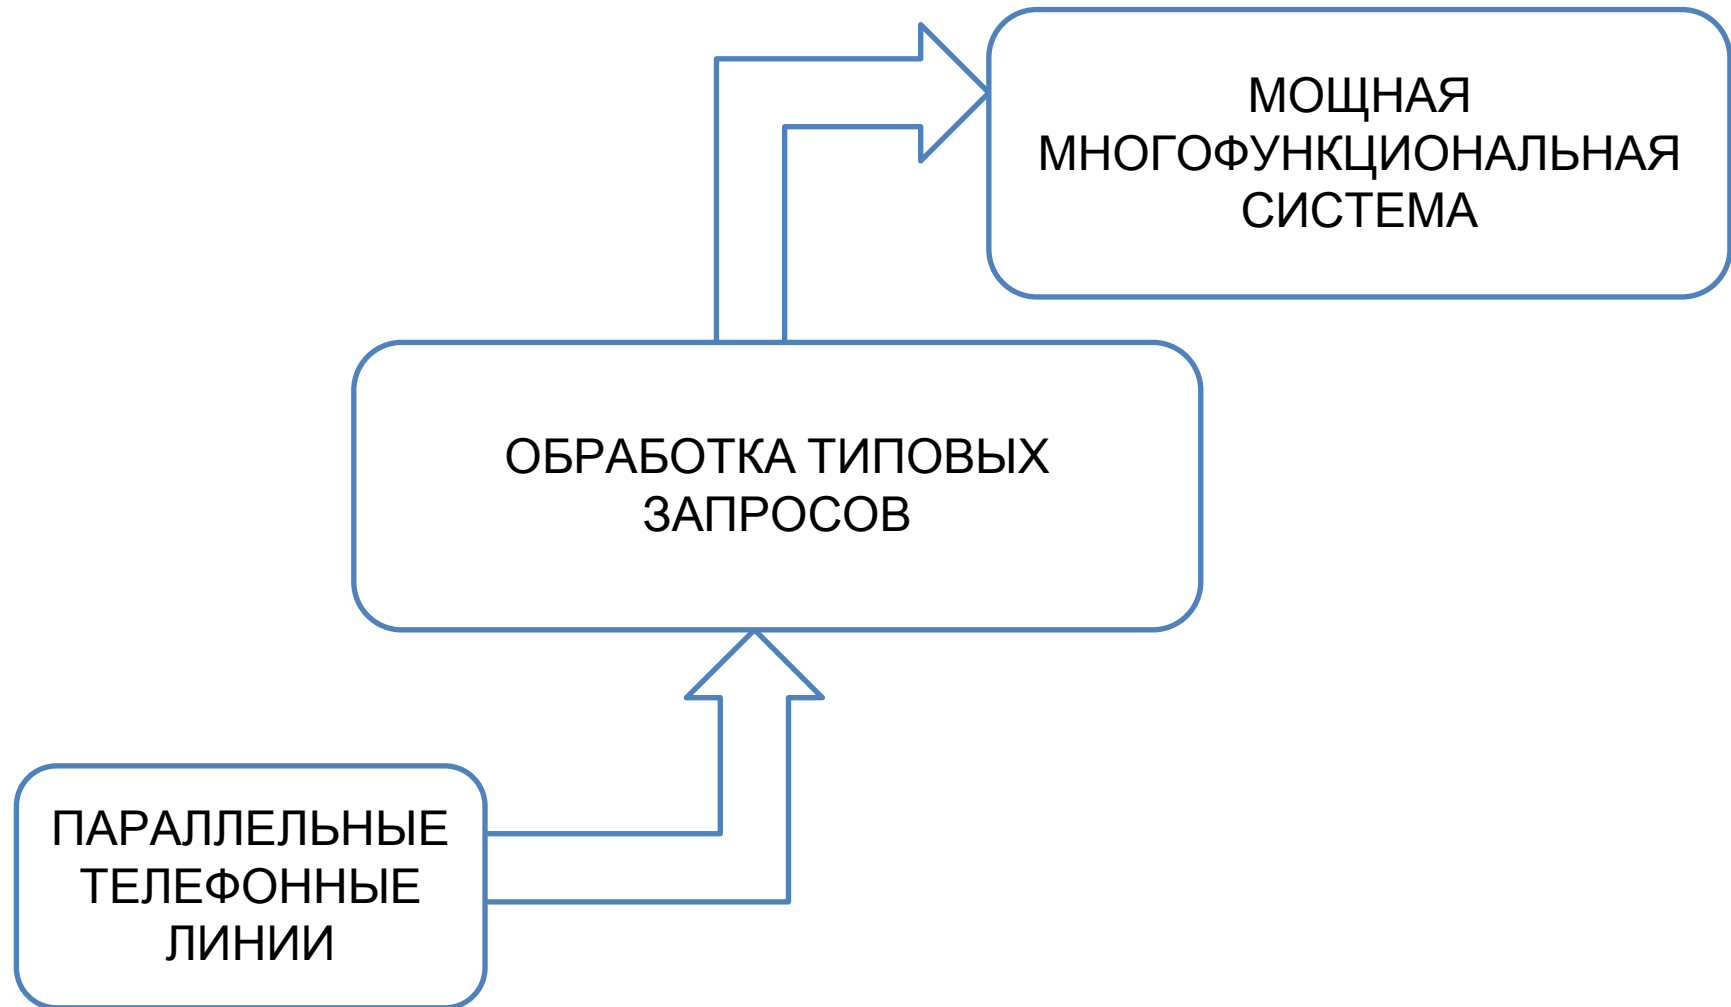 МОЩНАЯ
МНОГОФУНКЦИОНАЛЬНАЯ
СИСТЕМА
ОБРАБОТКА ТИПОВЫХ
ЗАПРОСОВ
ПАРАЛЛЕЛЬНЫЕ
ТЕЛЕФОННЫЕ
ЛИНИИ